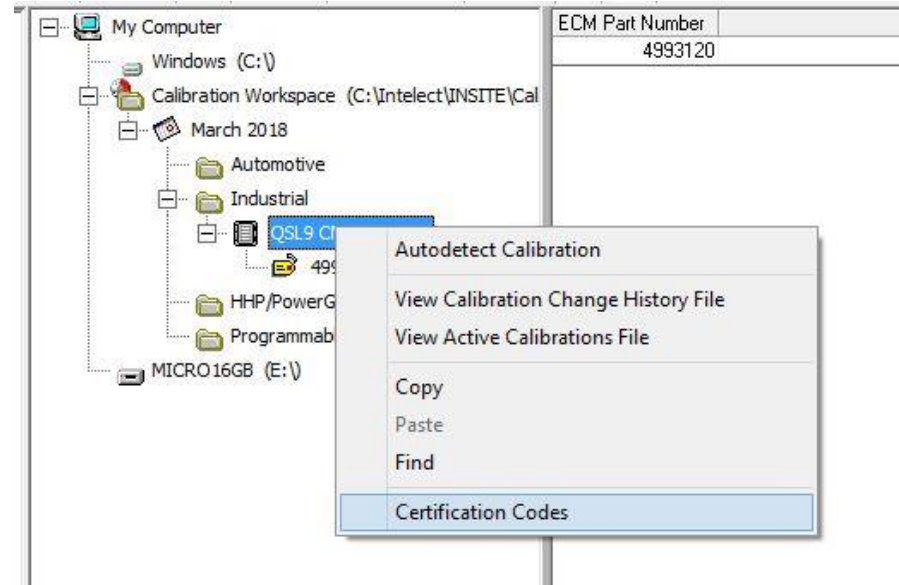 My Computer
Windows (C:\)
Calibration Workspace (C:\Intelect\INSITE\Cal
March 2018
Automotive
Industrial
QSL9
HHP/PowerG
Programmab
MICRO16GB (E:\)
ECM Part Number
4993120
Autodetect Calibration
View Calibration Change History File
View Active Calibrations File
Copy
Paste
Find
Certification Codes